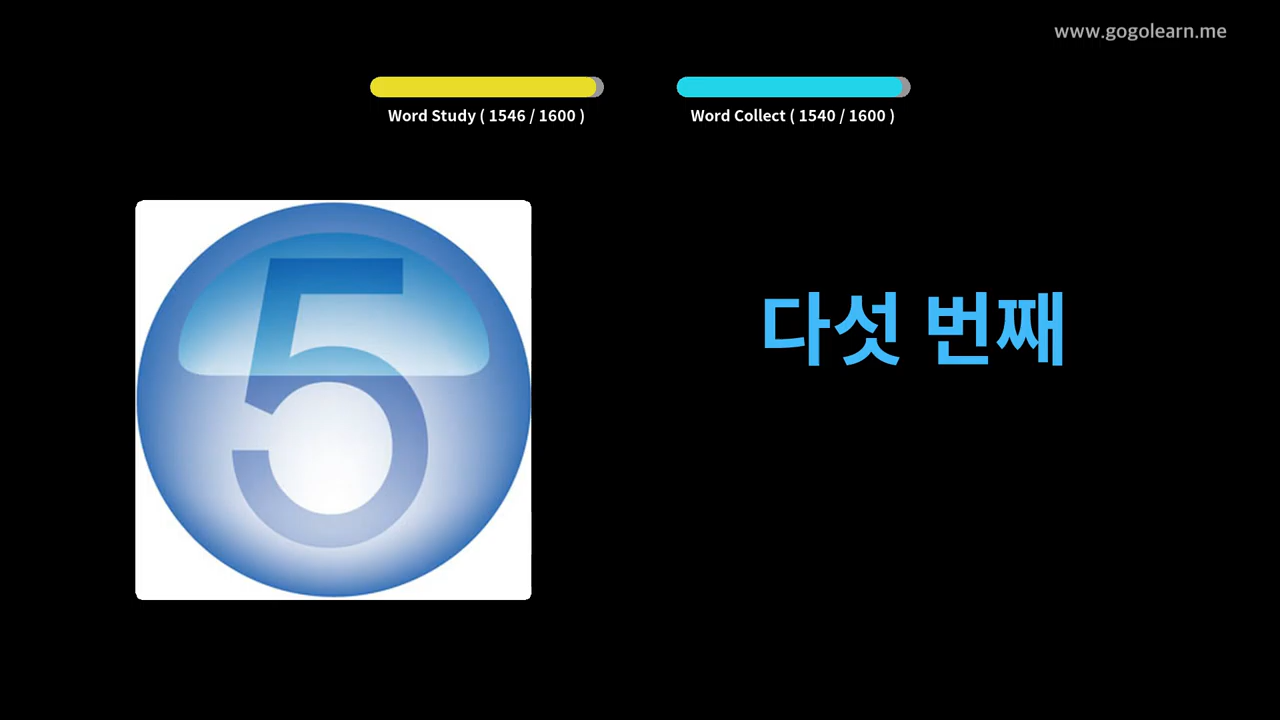 www.gogolearn.me
Word Study ( 1546 / 1600 )
Word Collect ( 1540 / 1600 )
5
다섯 번째